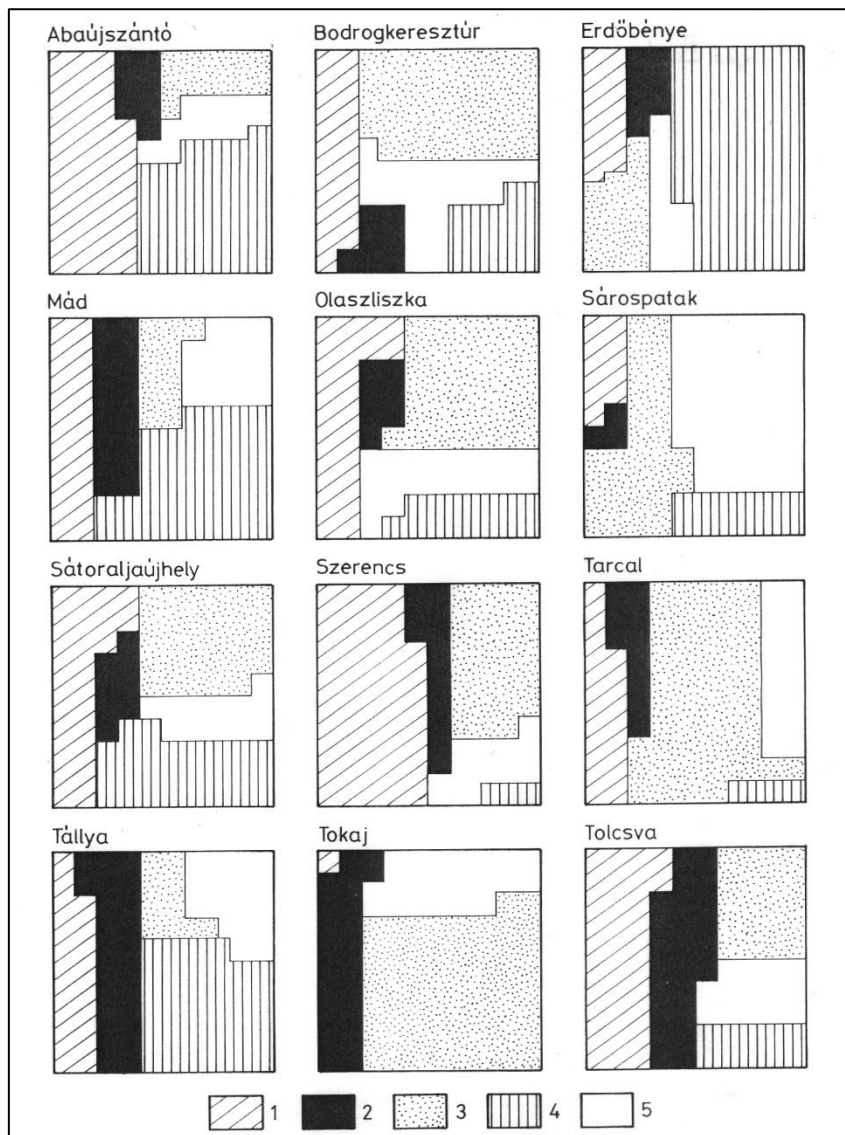 Abaújszántó Bodrogkeresztúr Erdőbénye
Mád Olaszliszka Sárospatak
Sátoraljaújhely Szerencs Tarcal
Tállya Tokaj Tolcsva
1 2 3 4 5